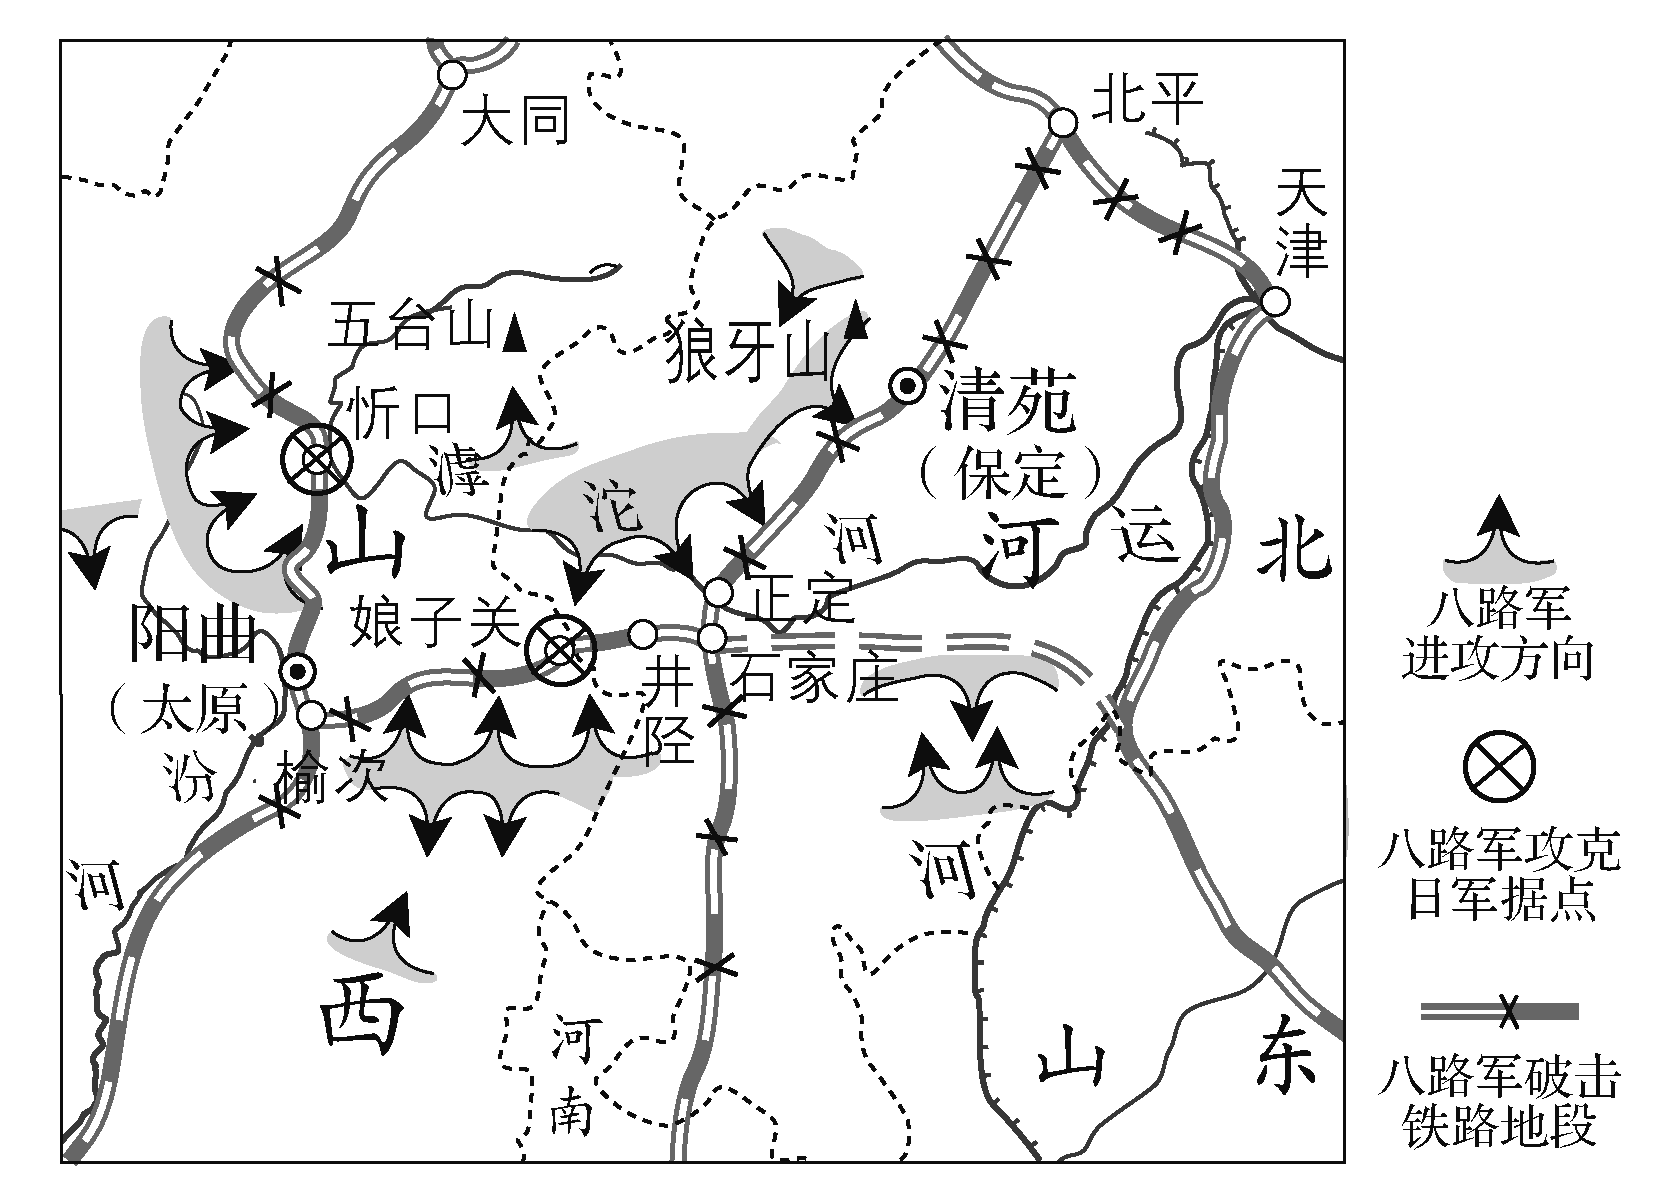 大同
北平
天
津
五台山
狼牙山
忻口
清苑
（保定）
滹
沱
河
山
河
运
北
正定
娘子关
阳曲
（太原）
石家庄
井
陉
榆次
汾
河
河
西
河
南
山
东
八路军
进攻方向
八路军攻克
日军据点
八路军破击
铁路地段